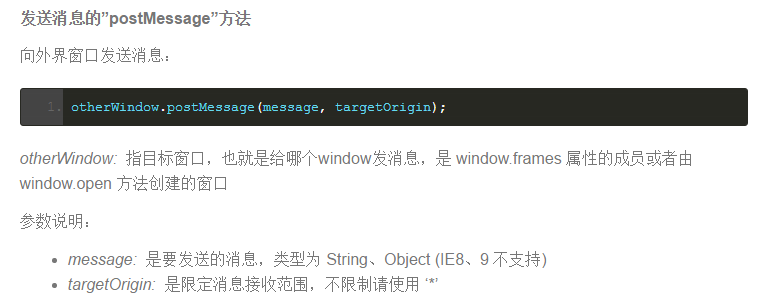 发送消息的”postMessage”方法
向外界窗口发送消息：
1. otherWindow.postMessage(message, targetOrigin);
otherWindow: 指目标窗口，也就是给哪个window发消息，是 window.frames 属性的成员或者由
window.open 方法创建的窗口
参数说明：
• message: 是要发送的消息，类型为 String、Object (IE8、9 不支持)
• targetOrigin: 是限定消息接收范围，不限制请使用 ‘*’